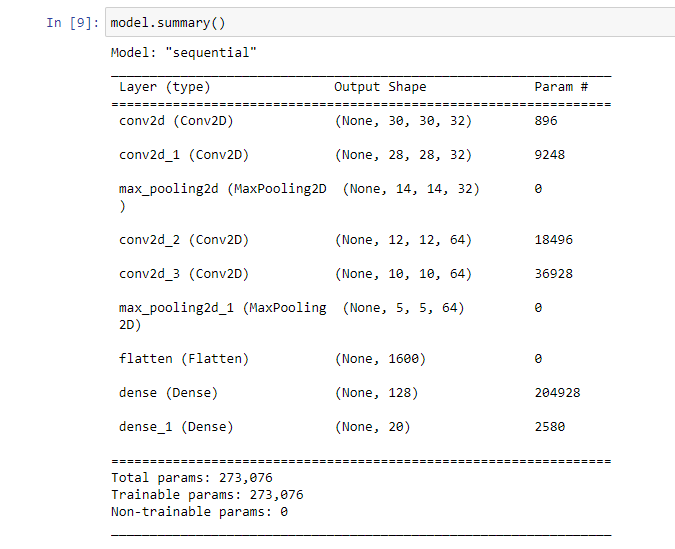 In [9]: model.summary()
Model: "sequential"
_________________________________________________________________
Layer (type) Output Shape Param #
=================================================================
conv2d (Conv2D) (None, 30, 30, 32) 896
conv2d_1 (Conv2D) (None, 28, 28, 32) 9248
max_pooling2d (MaxPooling2D (None, 14, 14, 32) 0
)
conv2d_2 (Conv2D) (None, 12, 12, 64) 18496
conv2d_3 (Conv2D) (None, 10, 10, 64) 36928
max_pooling2d_1 (MaxPooling (None, 5, 5, 64) 0
2D)
flatten (Flatten) (None, 1600) 0
dense (Dense) (None, 128) 204928
dense_1 (Dense) (None, 20) 2580
=================================================================
Total params: 273,076
Trainable params: 273,076
Non-trainable params: 0
_________________________________________________________________